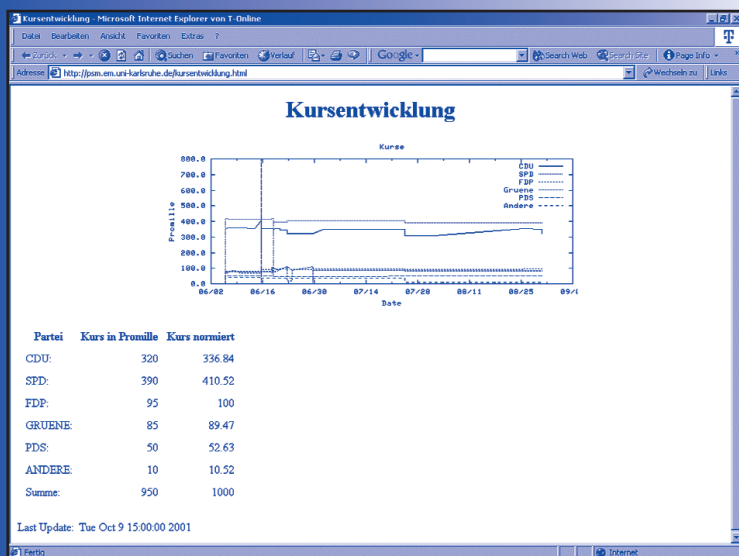 Kursentwicklung - Microsoft Internet Explorer von T-Online
Datei Bearbeiten Ansicht Favoriten Extras ?
Zurück Suchen Favoriten Verlauf Google Search Web Search Site Page Info
Adresse http://psm.em.uni-karlsruhe.de/kursentwicklung.html Wechseln zu Links
Kursentwicklung
Kurse
800.0
700.0
600.0
500.0
400.0
300.0
200.0
100.0
0.0
Promille
CDU
SPD
FDP
Gruene
PDS
Andere
06/02 06/16 06/30 07/14 07/28 08/11 08/25 09/
Date
Partei Kurs in Promille Kurs normiert
CDU: 320 336.84
SPD: 390 410.52
FDP: 95 100
GRUENE: 85 89.47
PDS: 50 52.63
ANDERE: 10 10.52
Summe: 950 1000
Last Update: Tue Oct 9 15:00:00 2001
Fertig Internet